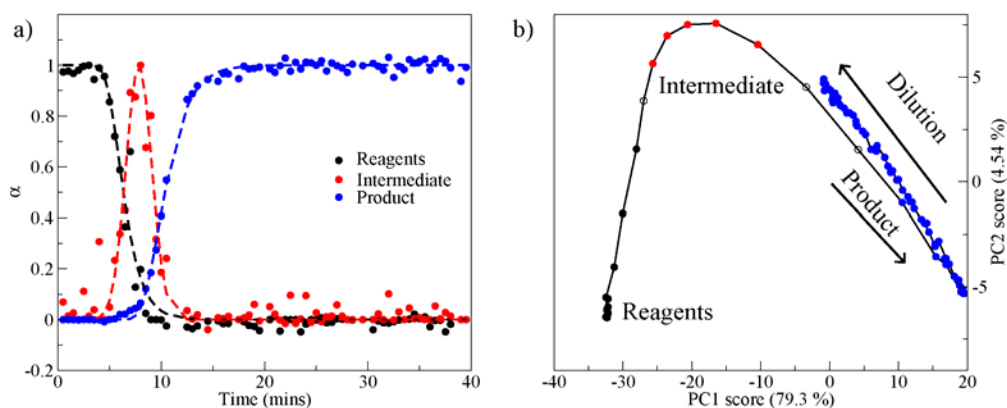 a)
1
0.8
0.6
0.4
0.2
0
-0.2
α
Reagents
Intermediate
Product
0 10 20 30 40
Time (mins)
b)
Intermediate
Dilution
Product
Reagents
5
0
-5
PC2 score (4.54 %)
-40 -30 -20 -10 0 10 20
PC1 score (79.3 %)